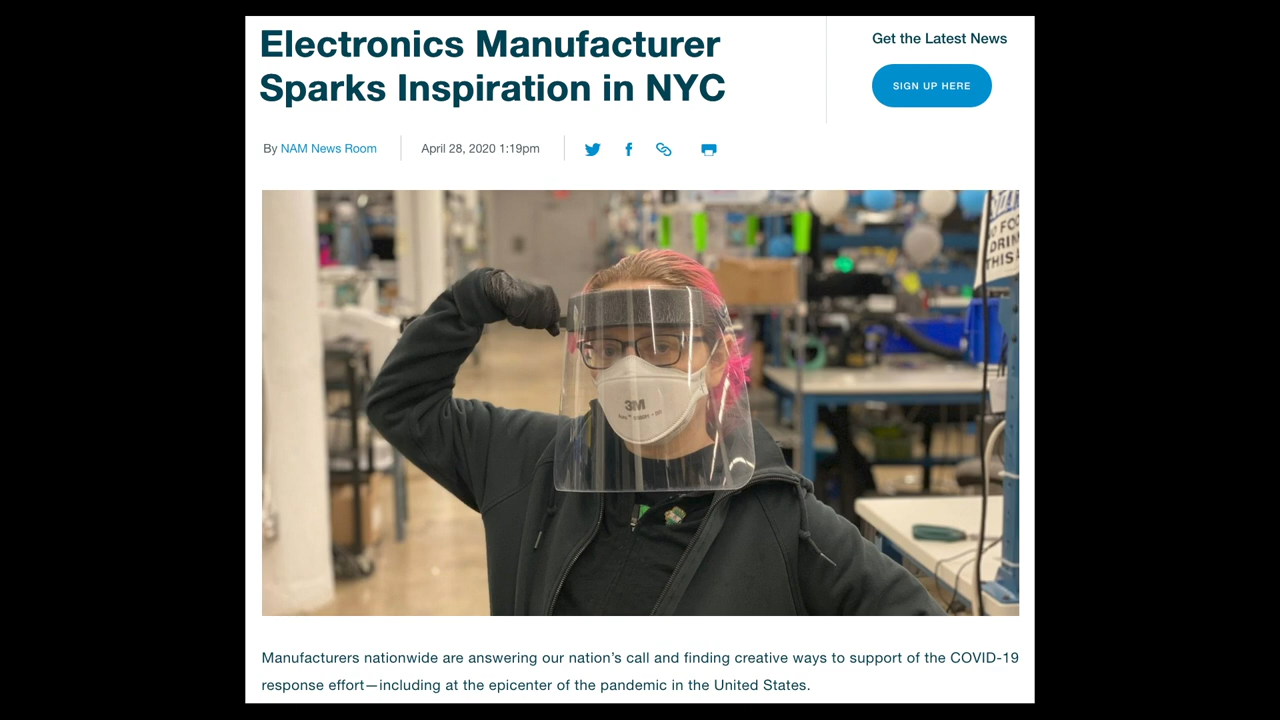 Electronics Manufacturer
Sparks Inspiration in NYC
Get the Latest News
SIGN UP HERE
By NAM News Room
April 28, 2020 1:19pm
3M
Manufacturers nationwide are answering our nation’s call and finding creative ways to support of the COVID-19
response effort—including at the epicenter of the pandemic in the United States.